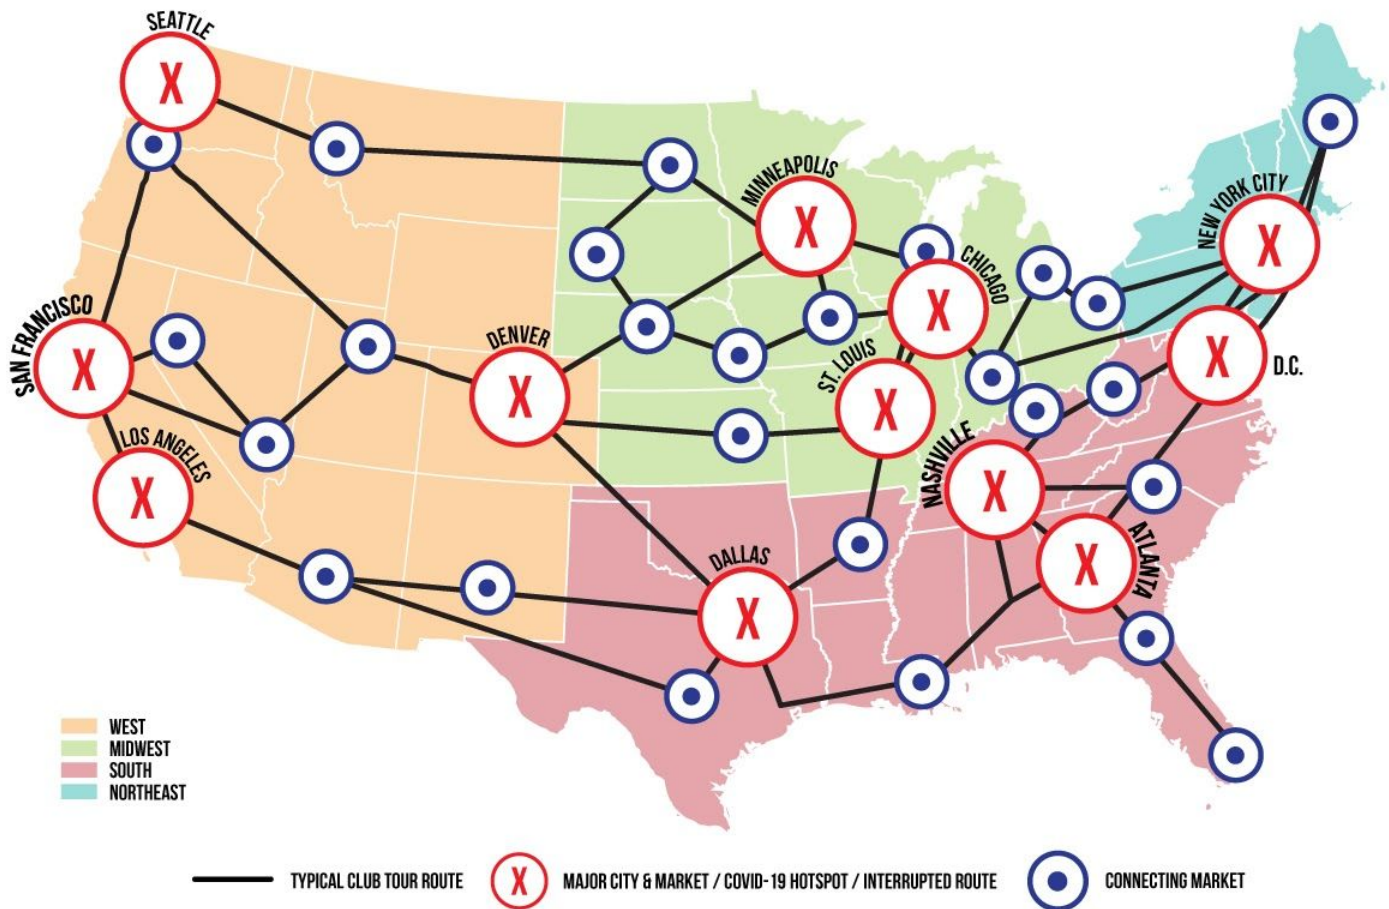 SEATTLE
X
MINNEAPOLIS
X
NEW YORK CITY
X
CHICAGO
X
SAN FRANCISCO
X
DENVER
X
ST. LOUIS
X
D.C.
X
LOS ANGELES
X
NASHVILLE
X
DALLAS
X
ATLANTA
X
WEST
MIDWEST
SOUTH
NORTHEAST
TYPICAL CLUB TOUR ROUTE
X
MAJOR CITY & MARKET / COVID-19 HOTSPOT / INTERRUPTED ROUTE
CONNECTING MARKET